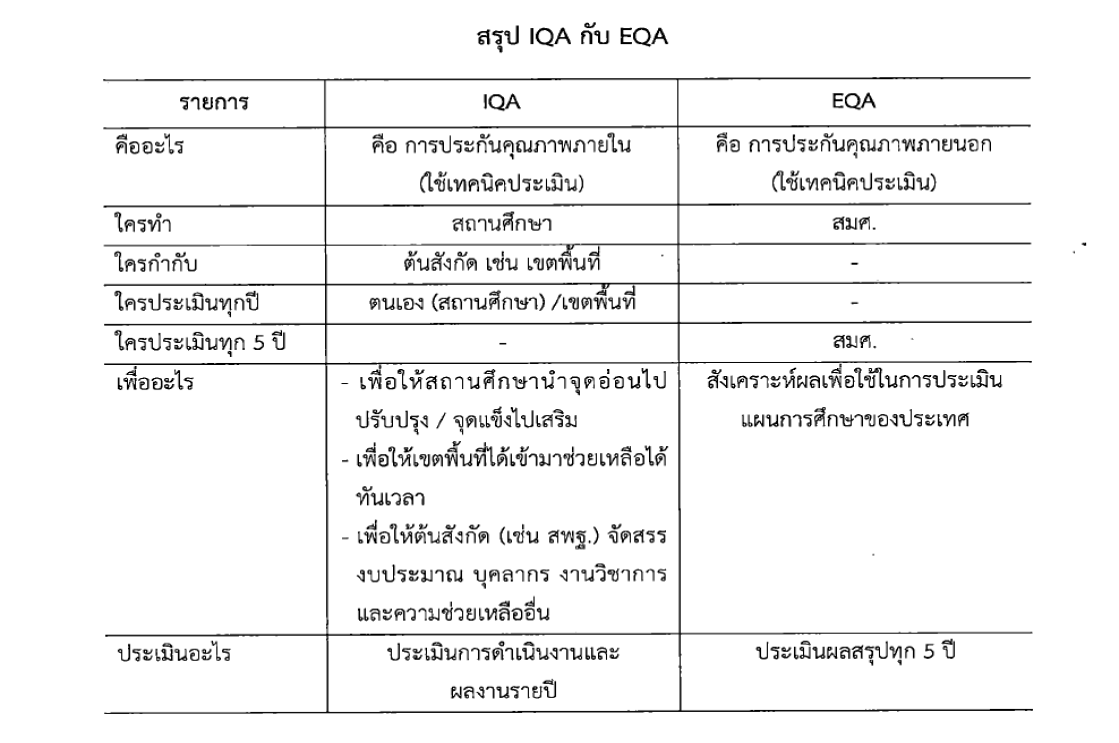 สรุป IQA กับ EQA
รายการ IQA EQA
คืออะไร คือ การประกันคุณภาพภายใน คือ การประกันคุณภาพภายนอก
(ใช้เทคนิคประเมิน) (ใช้เทคนิคประเมิน)
ใครทำ สถานศึกษา สมศ.
ใครกำกับ ต้นสังกัด เช่น เขตพื้นที่ -
ใครประเมินทุกปี ตนเอง (สถานศึกษา) /เขตพื้นที่ -
ใครประเมินทุก 5 ปี - สมศ.
เพื่ออะไร - เพื่อให้สถานศึกษานำจุดอ่อนไป สังเคราะห์ผลเพื่อใช้ในการประเมิน
ปรับปรุง / จุดแข็งไปเสริม แผนการศึกษาของประเทศ
- เพื่อให้เขตพื้นที่ได้เข้ามาช่วยเหลือได้
ทันเวลา
- เพื่อให้ต้นสังกัด (เช่น สพฐ.) จัดสรร
งบประมาณ บุคลากร งานวิชาการ
และความช่วยเหลืออื่น
ประเมินอะไร ประเมินการดำเนินงานและ ประเมินผลสรุปทุก 5 ปี
ผลงานรายปี